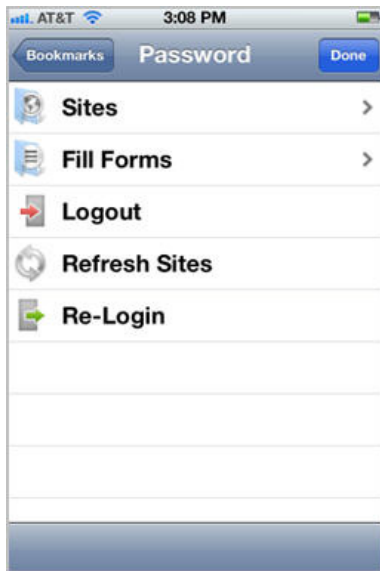 AT&T 3:08 PM
Bookmarks Password Done
Sites
Fill Forms
Logout
Refresh Sites
Re-Login